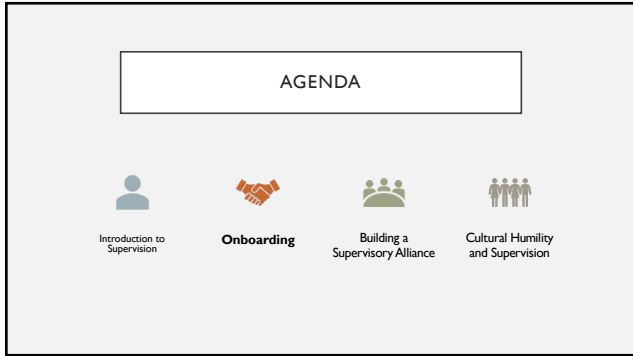 AGENDA
Introduction to
Supervision
Onboarding
Building a
Supervisory Alliance
Cultural Humility
and Supervision